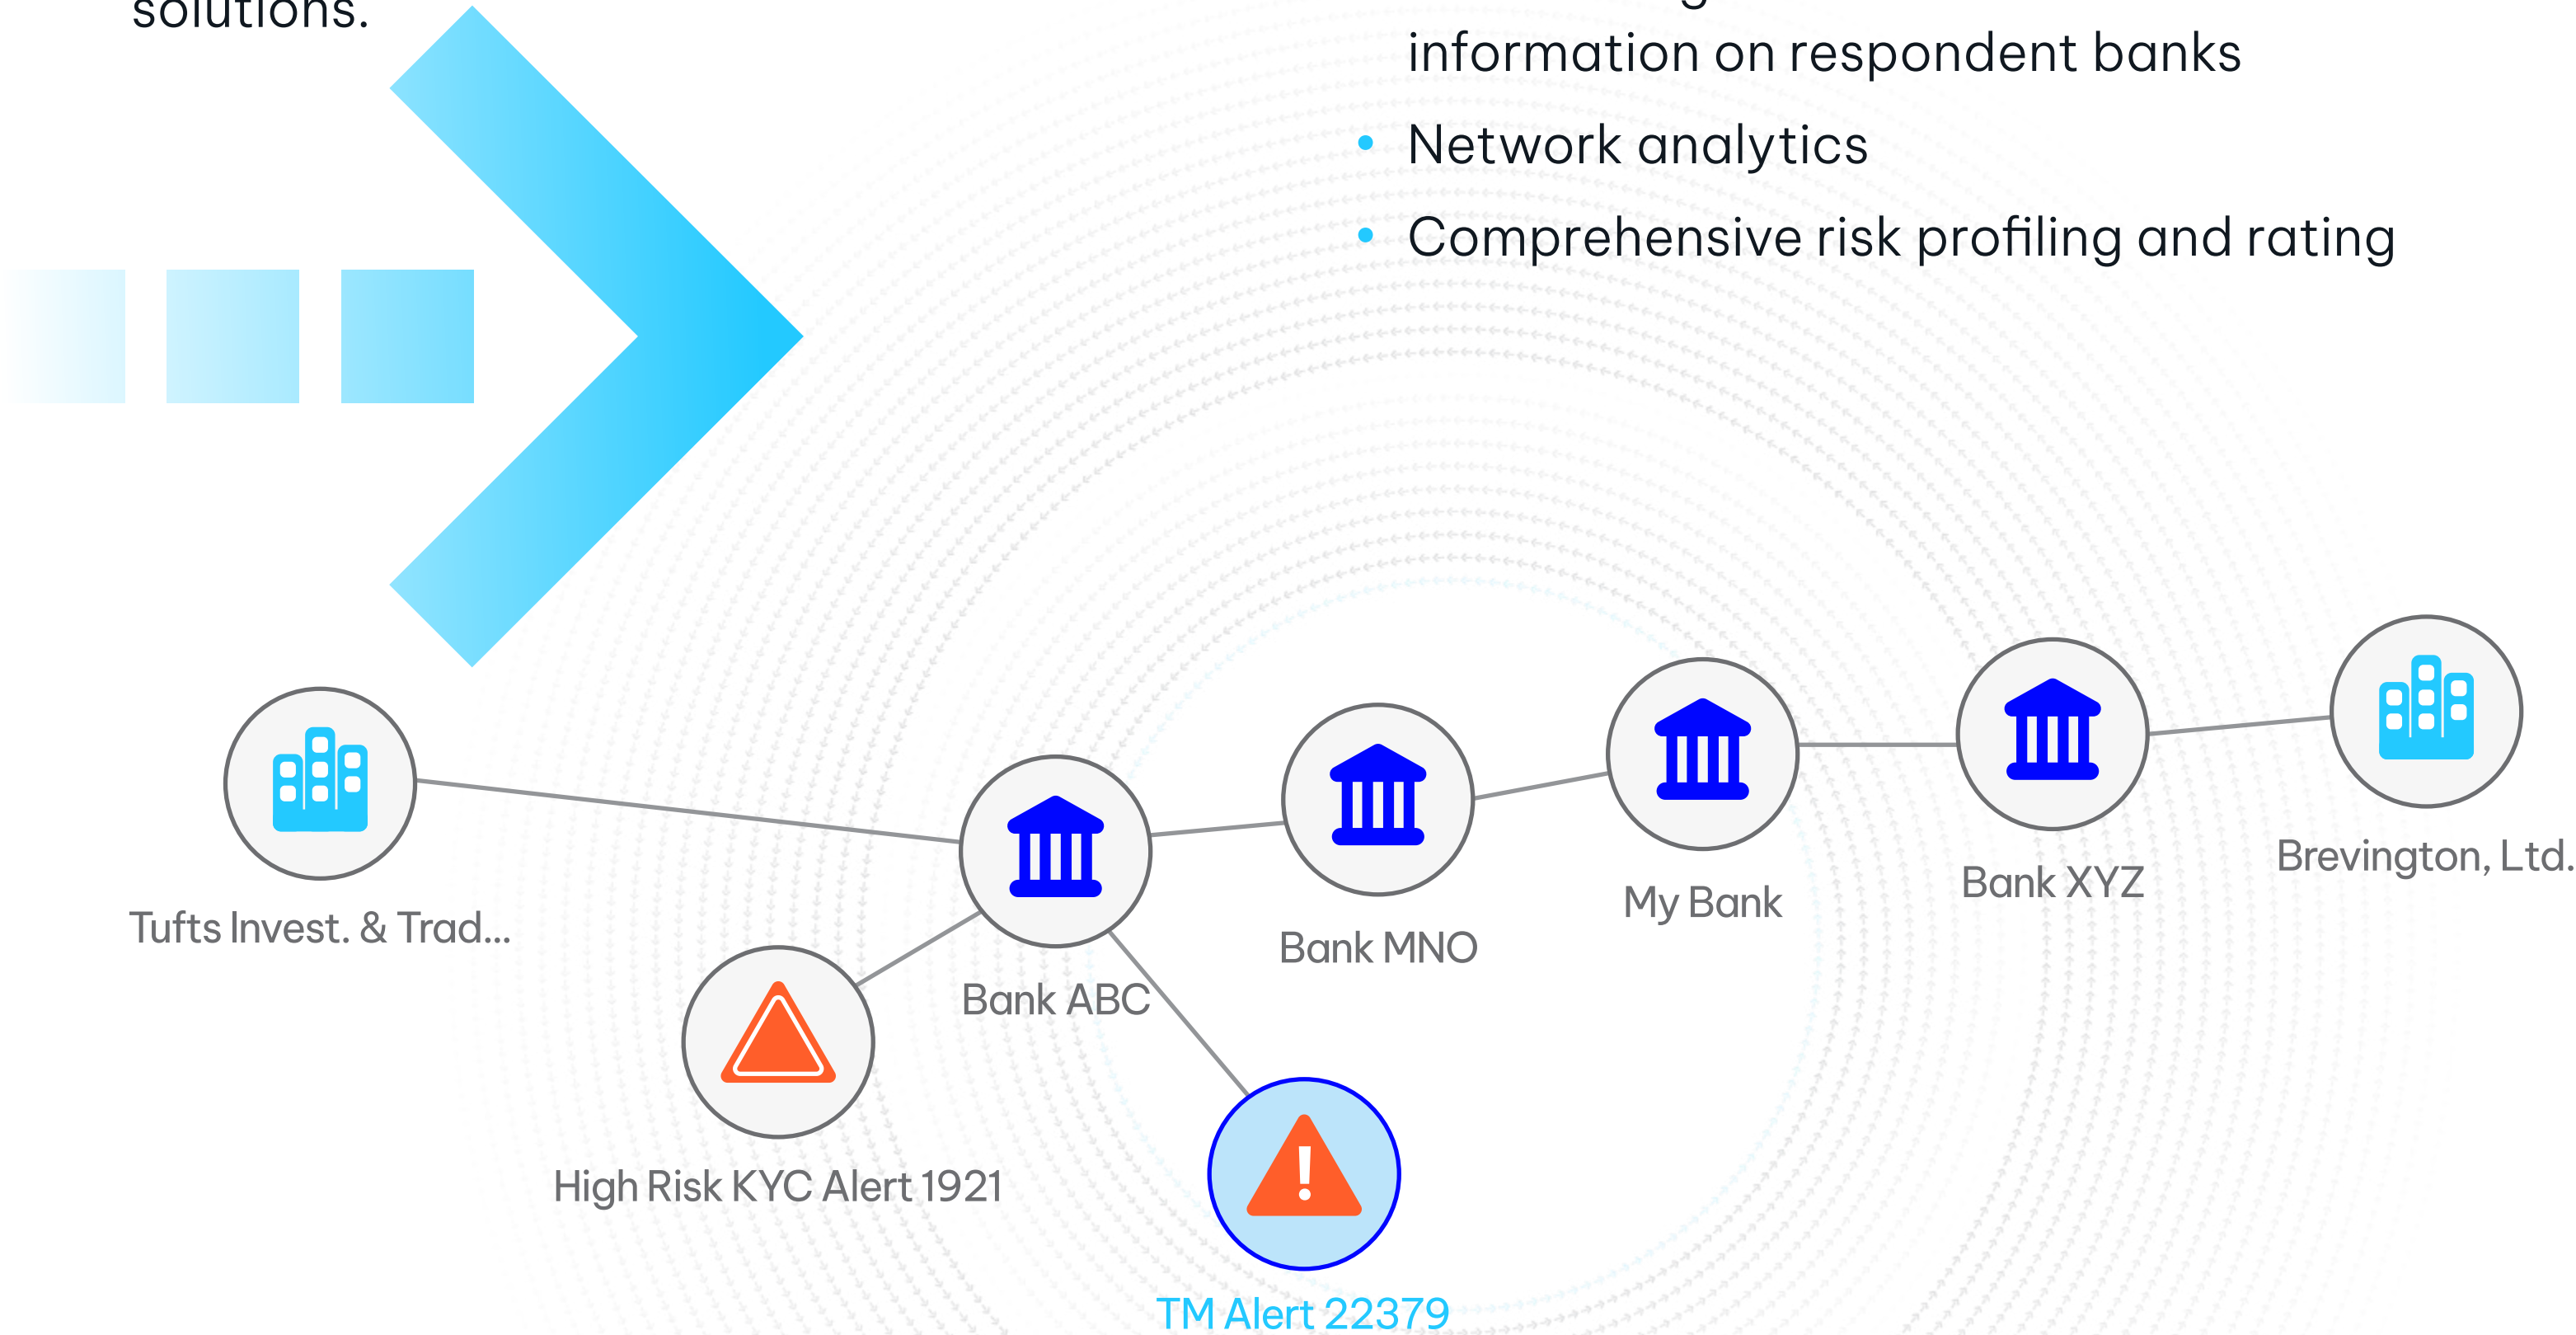 solutions.
information on respondent banks
• Network analytics
• Comprehensive risk profiling and rating
Tufts Invest. & Trad...
Bank ABC
Bank MNO
My Bank
Bank XYZ
Brevington, Ltd.
High Risk KYC Alert 1921
TM Alert 22379